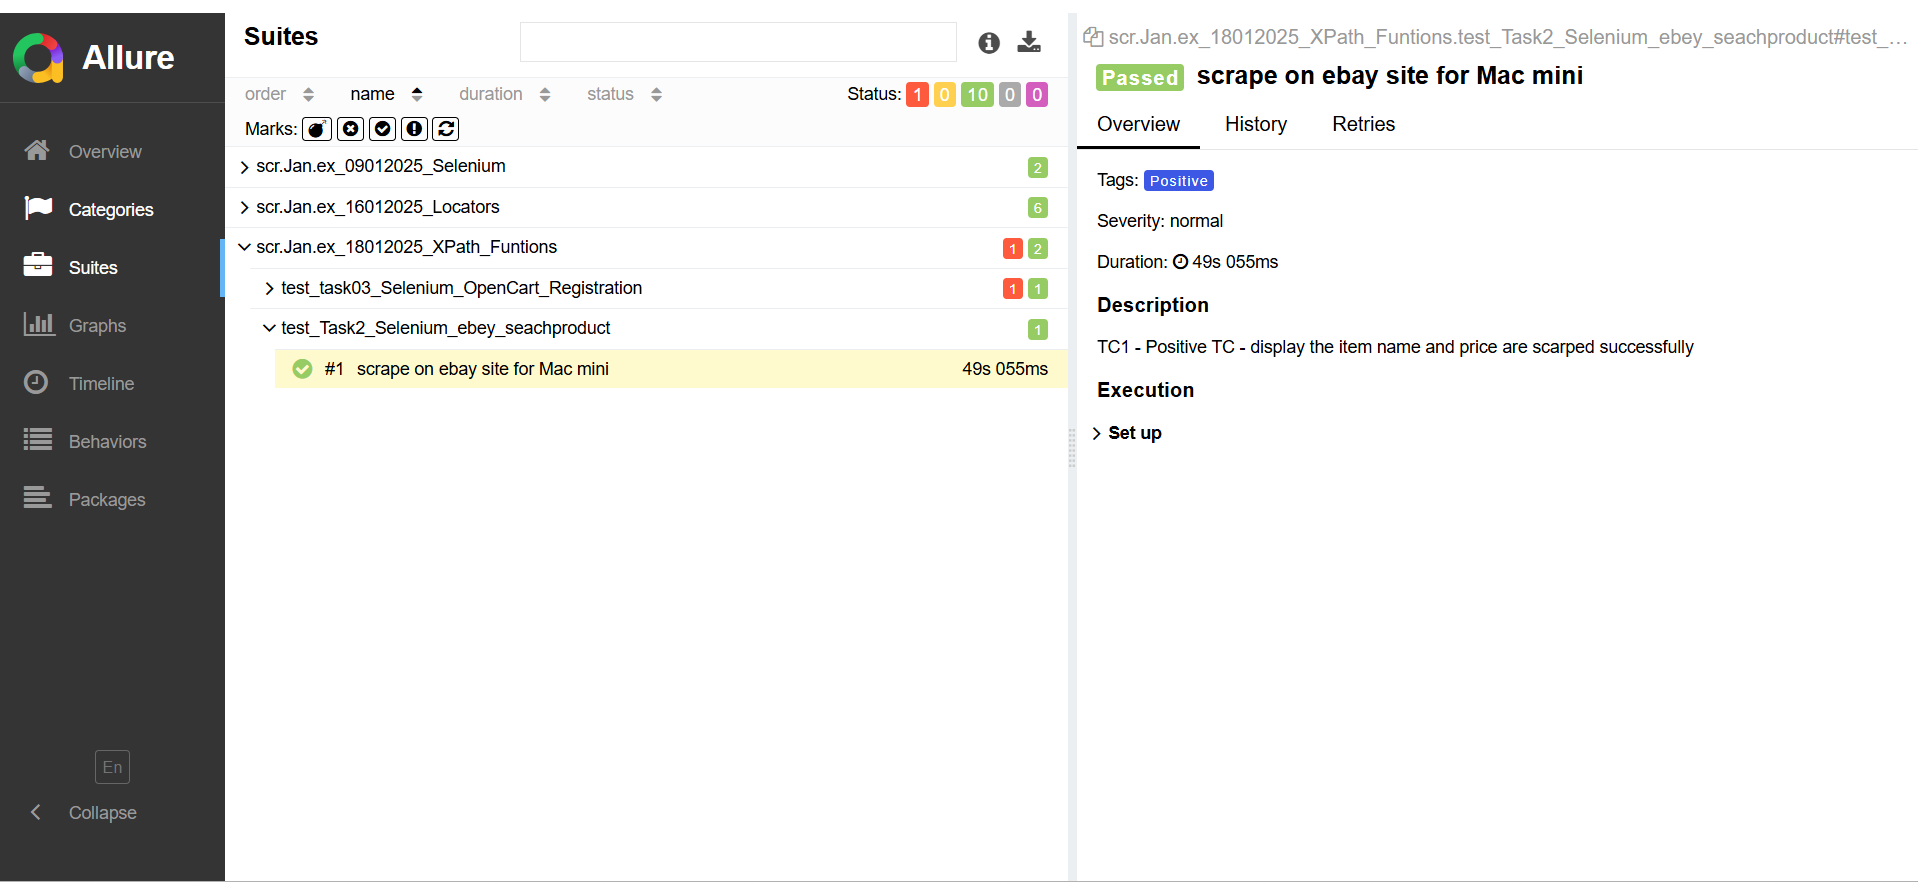 Allure
Overview
Categories
Suites
Graphs
Timeline
Behaviors
Packages
En
Collapse
Suites
order name duration status Status: 1 0 10 0 0
Marks:
scr.Jan.ex_09012025_Selenium 2
scr.Jan.ex_16012025_Locators 6
scr.Jan.ex_18012025_XPath_Funtions 1 2
test_task03_Selenium_OpenCart_Registration 1 1
test_Task2_Selenium_ebey_seachproduct 1
#1 scrape on ebay site for Mac mini 49s 055ms
scr.Jan.ex_18012025_XPath_Funtions.test_Task2_Selenium_ebey_seachproduct#test_...
Passed scrape on ebay site for Mac mini
Overview History Retries
Tags: Positive
Severity: normal
Duration: 49s 055ms
Description
TC1 - Positive TC - display the item name and price are scarped successfully
Execution
Set up